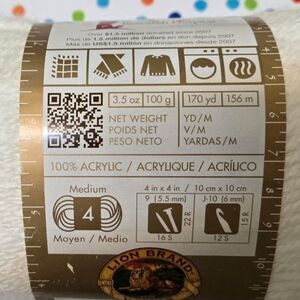 Over $1.5 million donated since 2007
Plus de 1,5 million de dollars en don depuis 2007
Más de US$1.5 millón en donaciones desde 2007
3.5 oz 100 g 170 yd 156 m
NET WEIGHT YD/M
POIDS NET V/M
PESO NETO YARDAS/M
100% ACRYLIC / ACRYLIQUE / ACRÍLICO
Medium
4
Moyen / Medio
4 in x 4 in / 10 cm x 10 cm
9 (5.5 mm) J-10 (6 mm)
22 R 15 R
16 S 12 S
LION BRAND